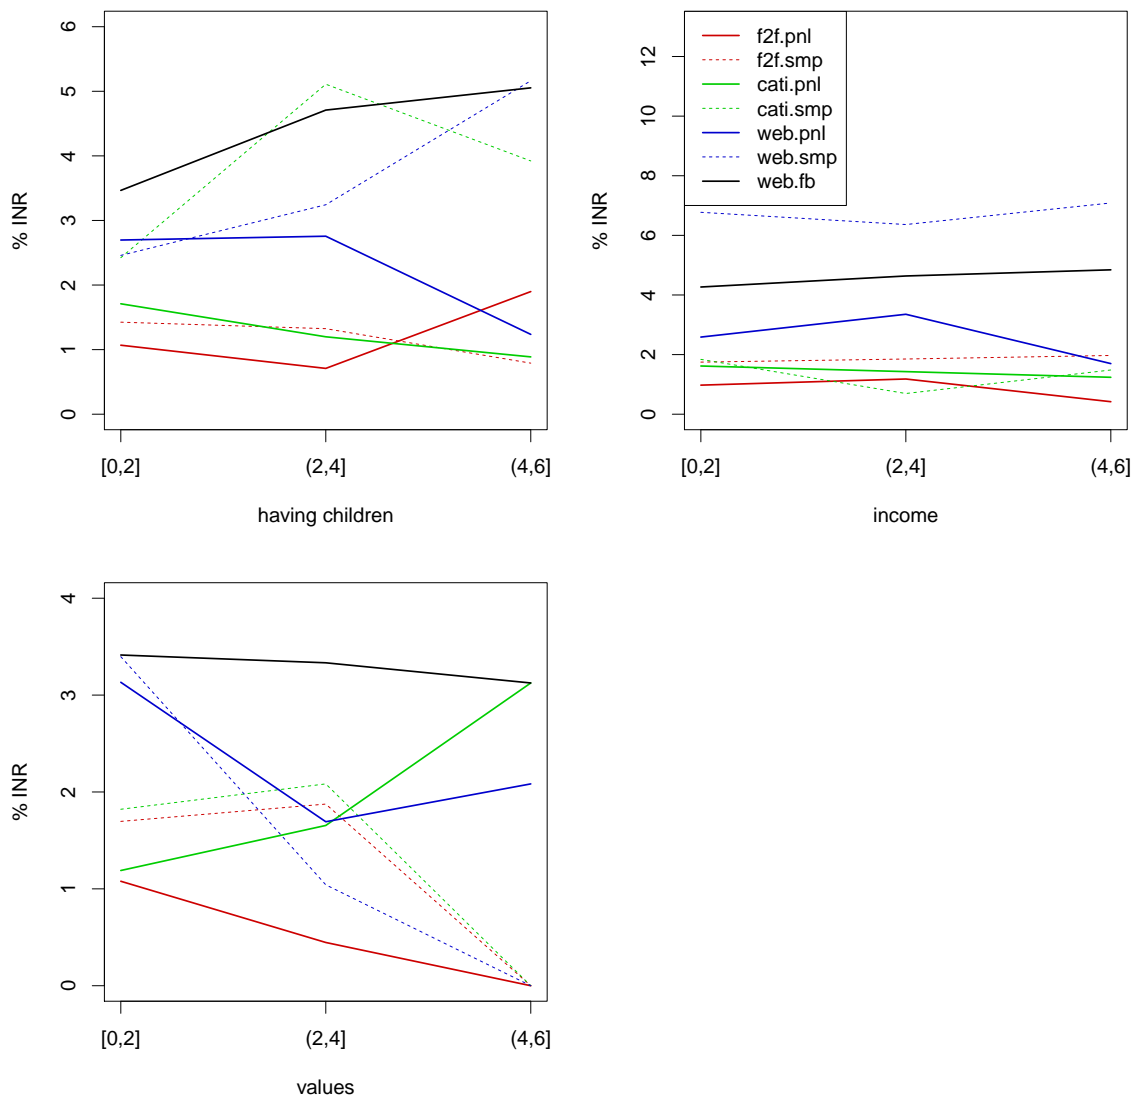 6
5
4
3
2
1
0
% INR
[0,2]
(2,4]
(4,6]
having children
12
10
8
6
4
2
0
% INR
f2f.pnl
f2f.smp
cati.pnl
cati.smp
web.pnl
web.smp
web.fb
[0,2]
(2,4]
(4,6]
income
4
3
2
1
0
% INR
[0,2]
(2,4]
(4,6]
values